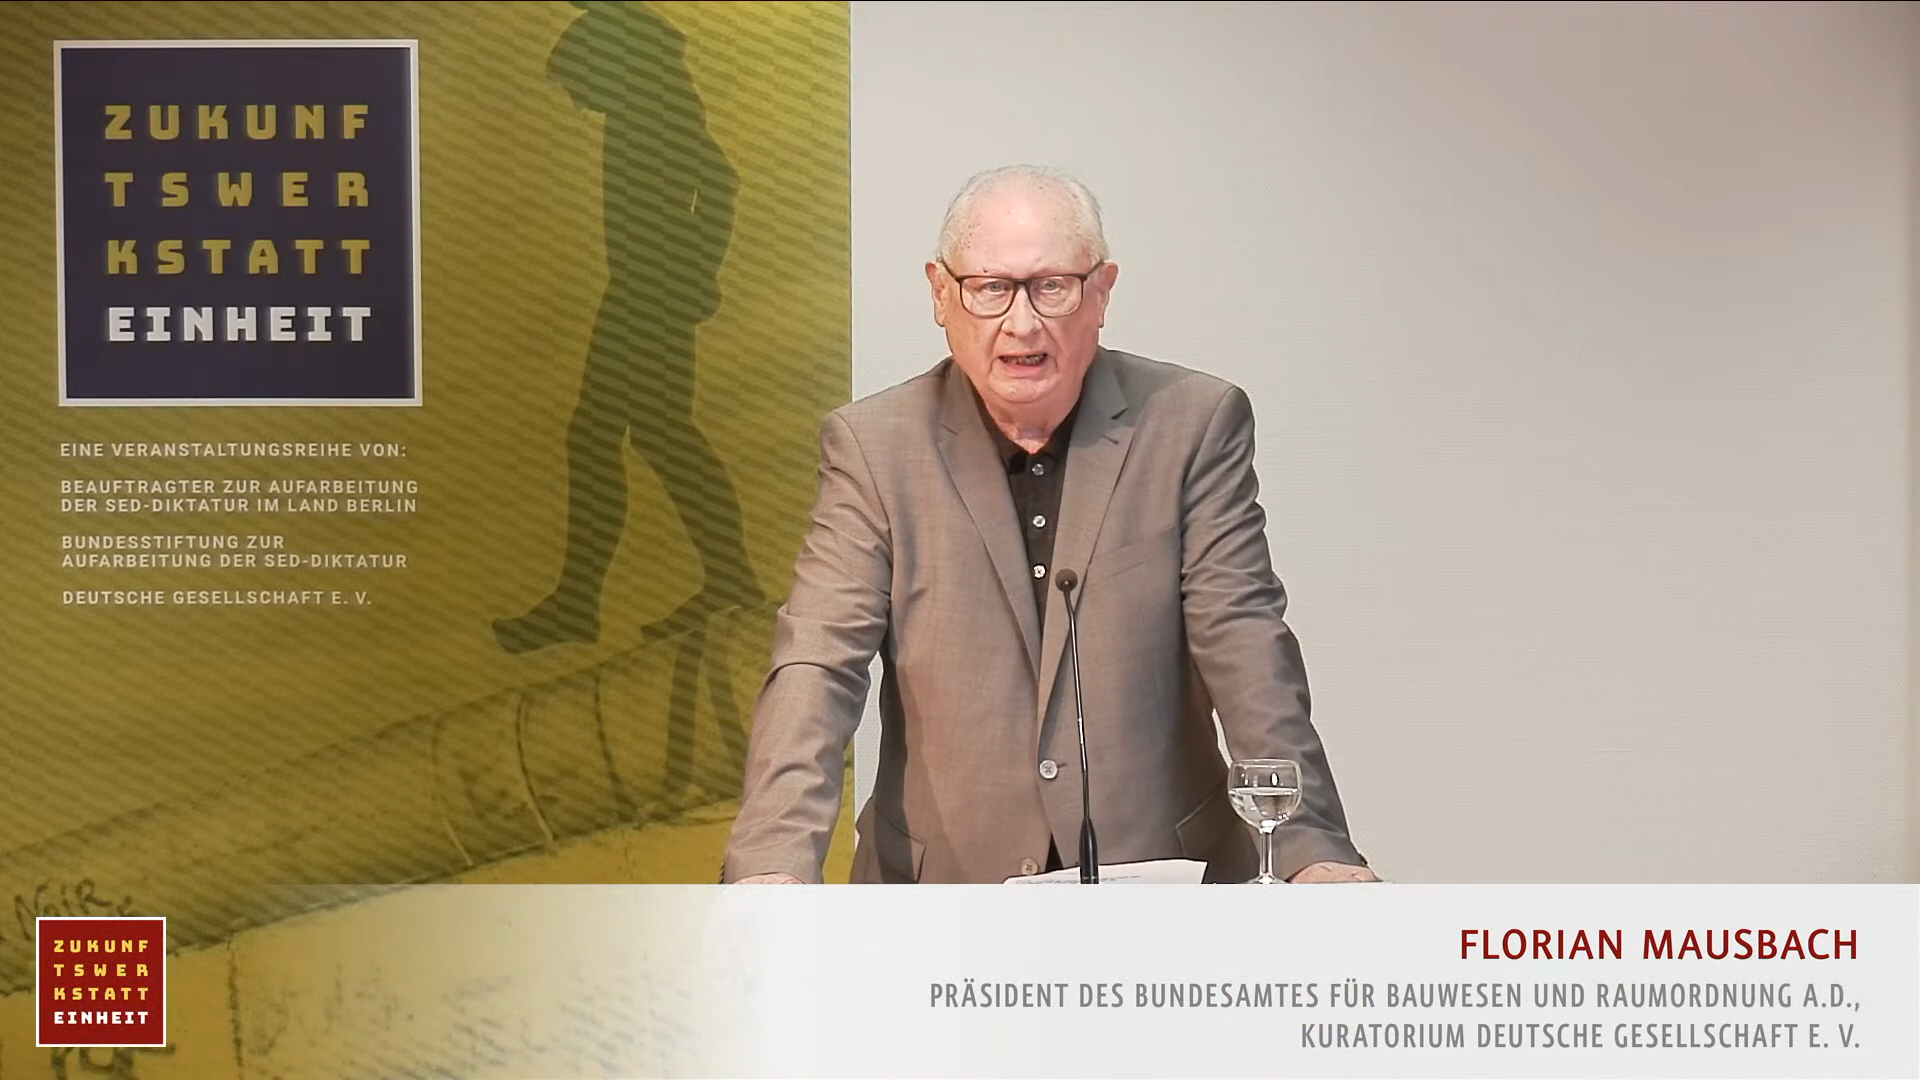 ZUKUNF
TSWER
KSTATT
EINHEIT
EINE VERANSTALTUNGSREIHE VON:
BEAUFTRAGTER ZUR AUFARBEITUNG
DER SED-DIKTATUR IM LAND BERLIN
BUNDESSTIFTUNG ZUR
AUFARBEITUNG DER SED-DIKTATUR
DEUTSCHE GESELLSCHAFT E. V.
NOIR
ZUKUNF
TSWER
KSTATT
EINHEIT
FLORIAN MAUSBACH
PRÄSIDENT DES BUNDESAMTES FÜR BAUWESEN UND RAUMORDNUNG A.D.,
KURATORIUM DEUTSCHE GESELLSCHAFT E. V.